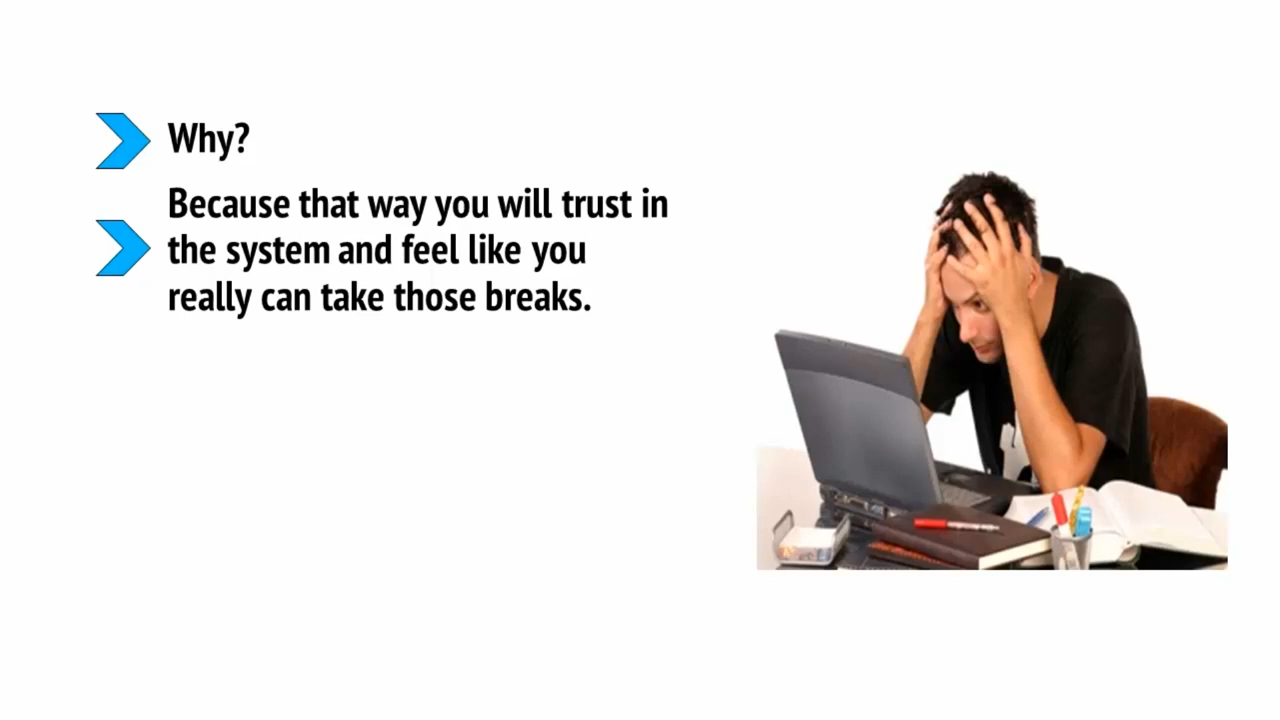 Why?
Because that way you will trust in
the system and feel like you
really can take those breaks.